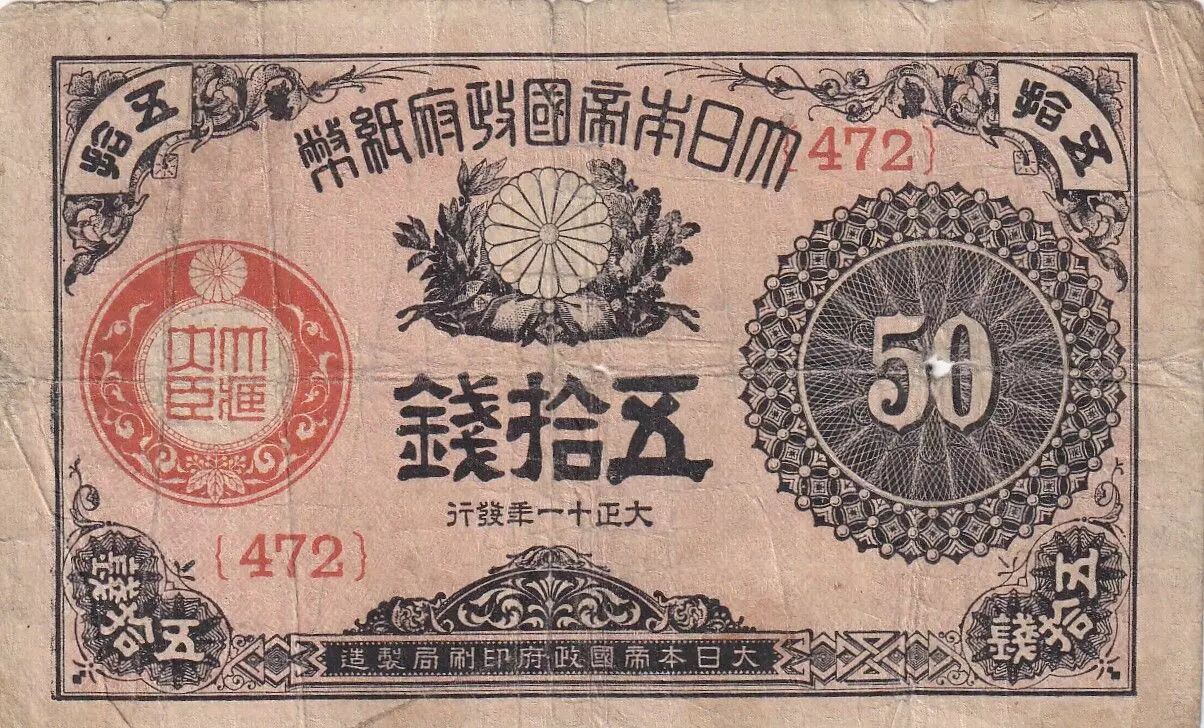 五拾
大日本帝國政府紙幣
五拾
{472}
50
大藏
大臣
五拾錢
大正十一年發行
{472}
五拾錢
大日本帝國政府印刷局製造
五拾錢